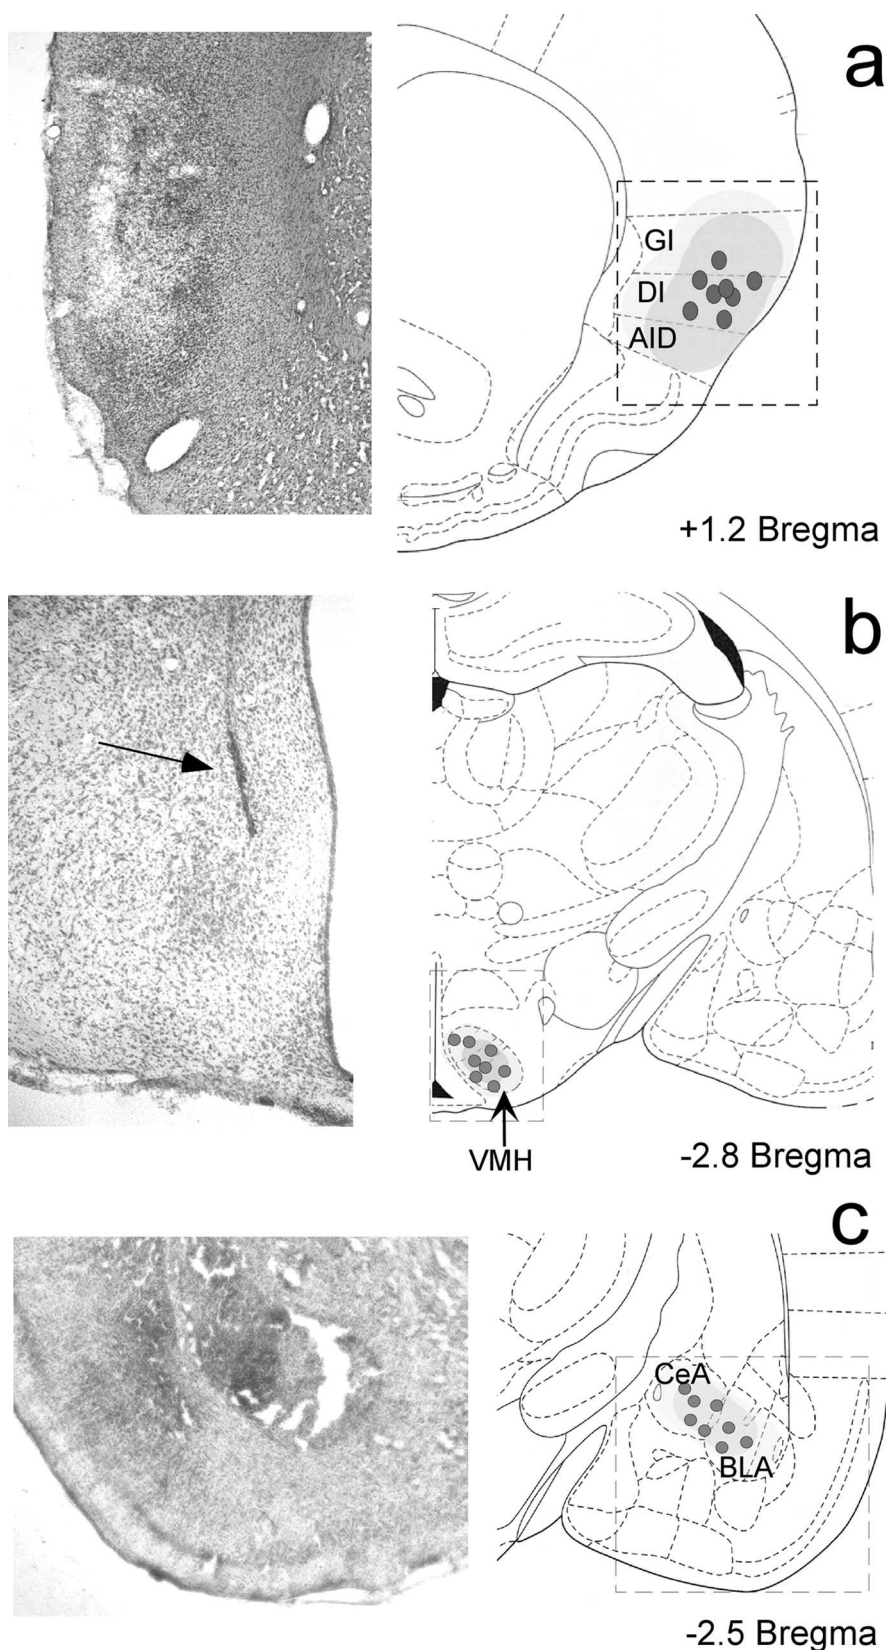 a
GI
DI
AID
+1.2 Bregma
b
VMH
-2.8 Bregma
c
CeA
BLA
-2.5 Bregma